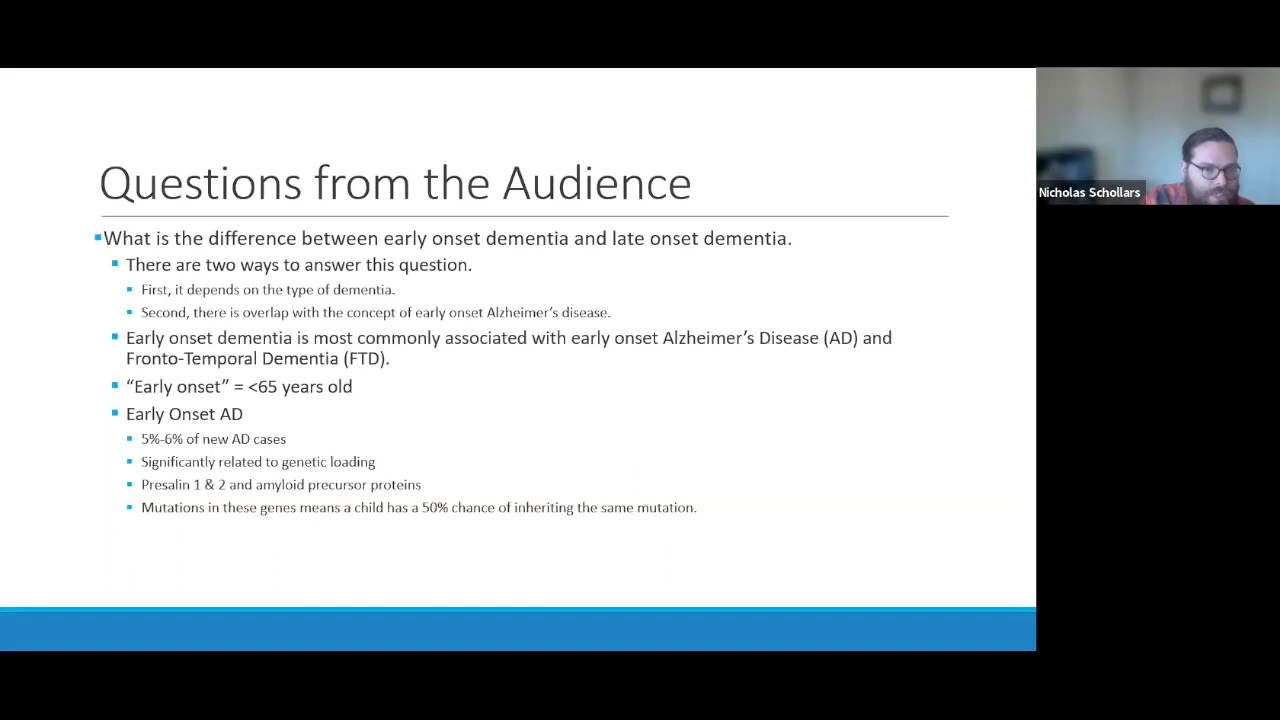 Questions from the Audience
What is the difference between early onset dementia and late onset dementia.
There are two ways to answer this question.
First, it depends on the type of dementia.
Second, there is overlap with the concept of early onset Alzheimer’s disease.
Early onset dementia is most commonly associated with early onset Alzheimer’s Disease (AD) and
Fronto-Temporal Dementia (FTD).
“Early onset” = <65 years old
Early Onset AD
5%-6% of new AD cases
Significantly related to genetic loading
Presalin 1 & 2 and amyloid precursor proteins
Mutations in these genes means a child has a 50% chance of inheriting the same mutation.
Nicholas Schollars